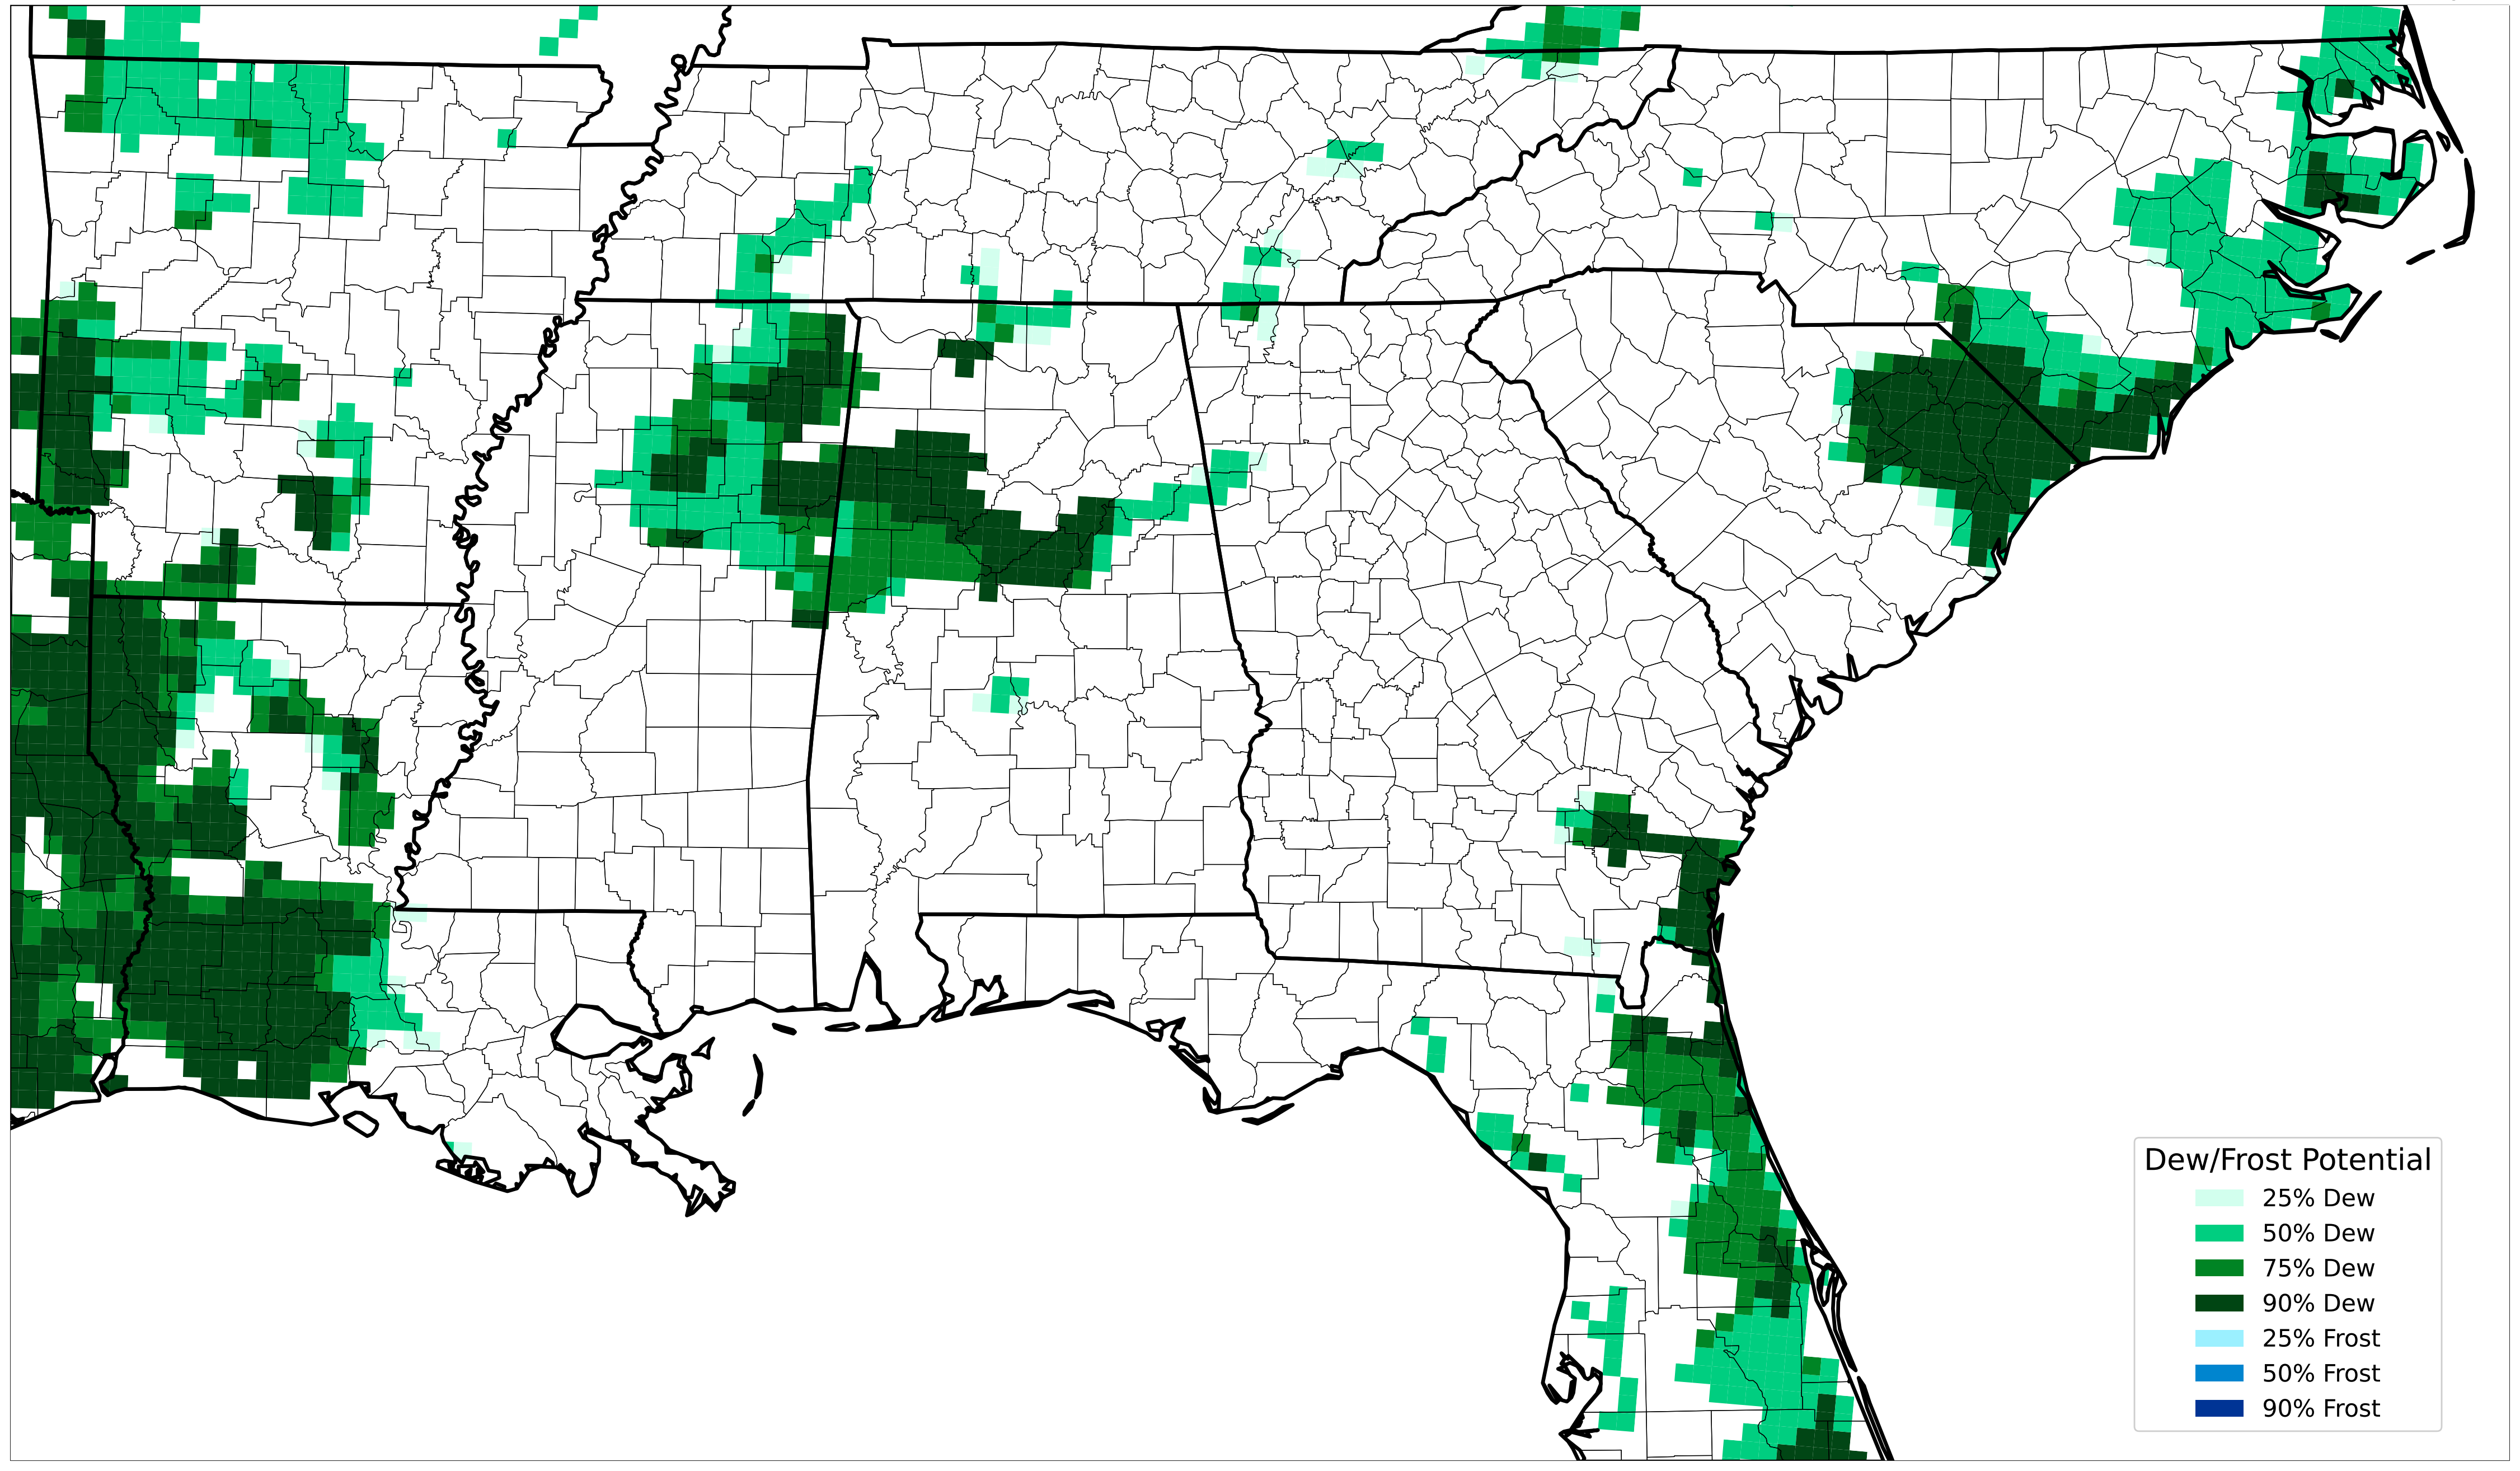 Dew/Frost Potential
25% Dew
50% Dew
75% Dew
90% Dew
25% Frost
50% Frost
90% Frost